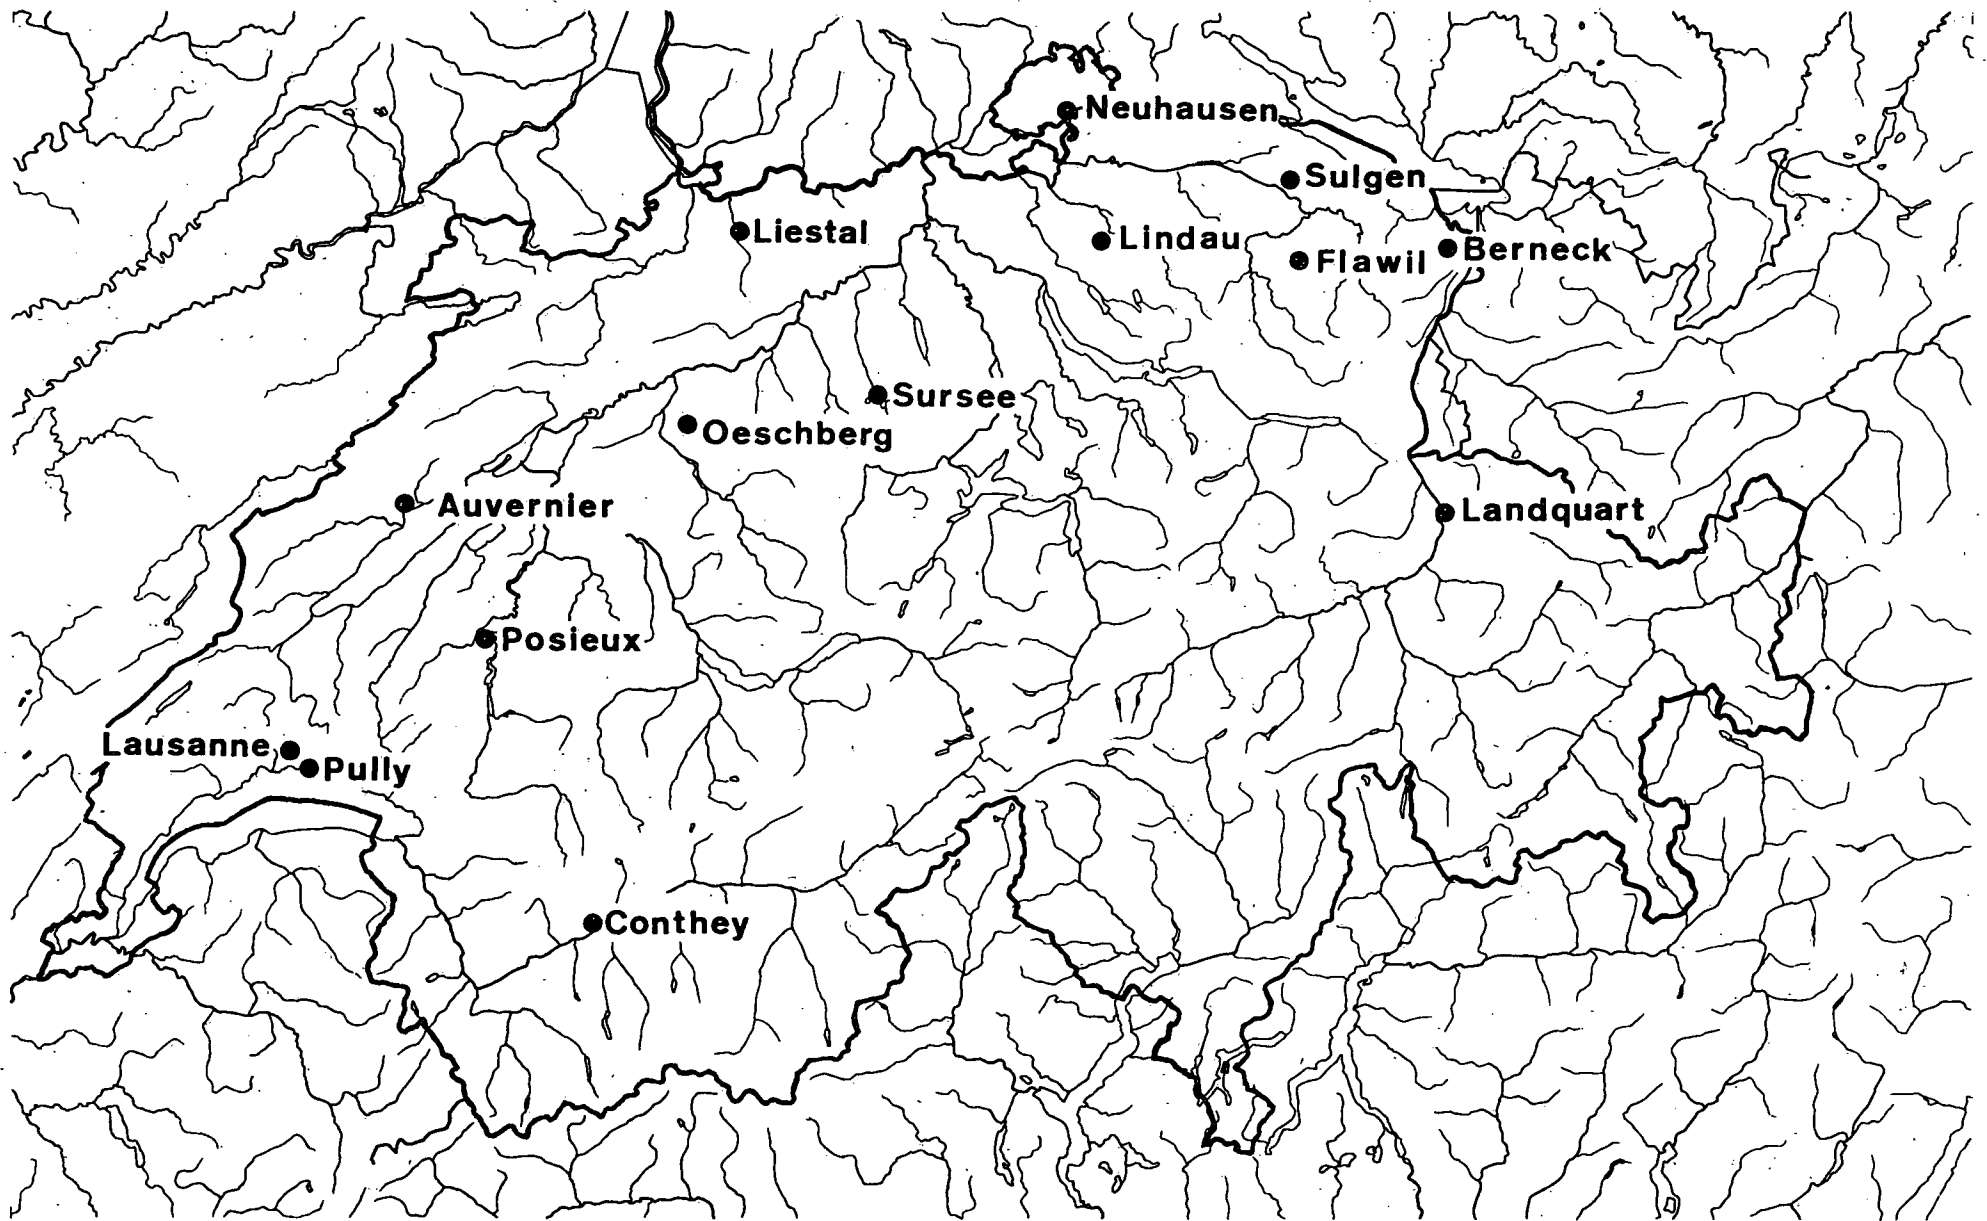 Neuhausen
Sulgen
Liestal
Lindau
Berneck
Flawil
Sursee
Oeschberg
Auvernier
Landquart
Posieux
Lausanne
Pully
Conthey